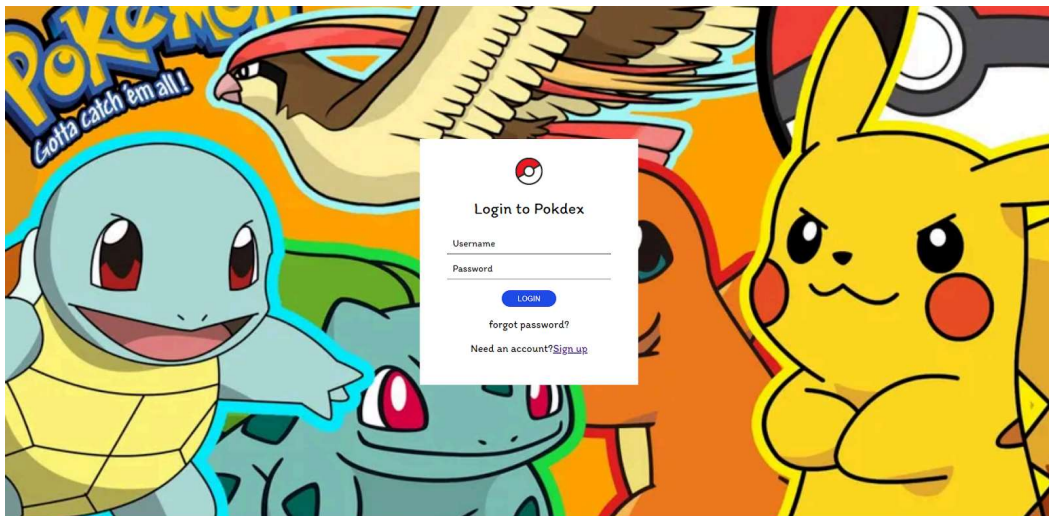 POKéMON
Gotta catch 'em all!
Login to Pokdex
Username
Password
LOGIN
forgot password?
Need an account?Sign up